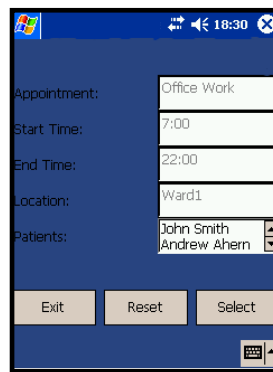 18:30
Appointment: Office Work
Start Time: 7:00
End Time: 22:00
Location: Ward1
Patients: John Smith
Andrew Ahern
Exit Reset Select